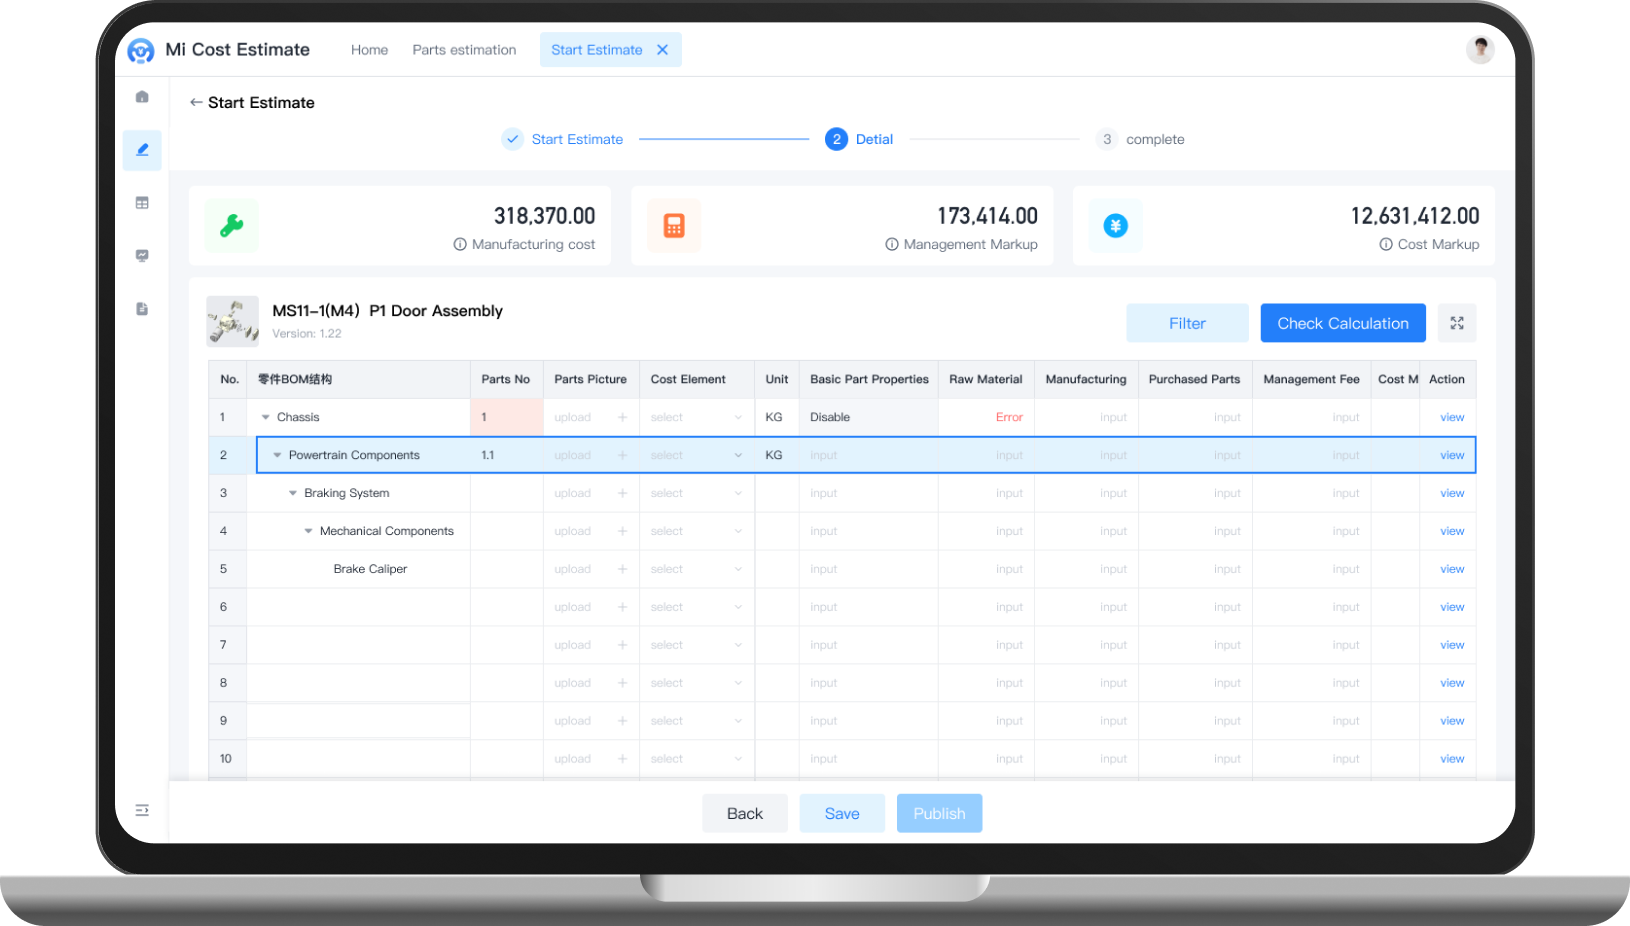 Mi Cost Estimate Home Parts estimation Start Estimate
Start Estimate
Start Estimate 2 Detial 3 complete
318,370.00 173,414.00 12,631,412.00
Manufacturing cost Management Markup Cost Markup
MS11-1(M4) P1 Door Assembly
Version: 1.22
Filter Check Calculation
No. 零件BOM结构 Parts No Parts Picture Cost Element Unit Basic Part Properties Raw Material Manufacturing Purchased Parts Management Fee Cost M Action
1 Chassis 1 upload + select KG Disable Error input input input view
2 Powertrain Components 1.1 upload + select KG input input input input input view
3 Braking System upload + select input input input input input view
4 Mechanical Components upload + select input input input input input view
5 Brake Caliper upload + select input input input input input view
6 upload + select input input input input input view
7 upload + select input input input input input view
8 upload + select input input input input input view
9 upload + select input input input input input view
10 upload + select input input input input input view
Back Save Publish